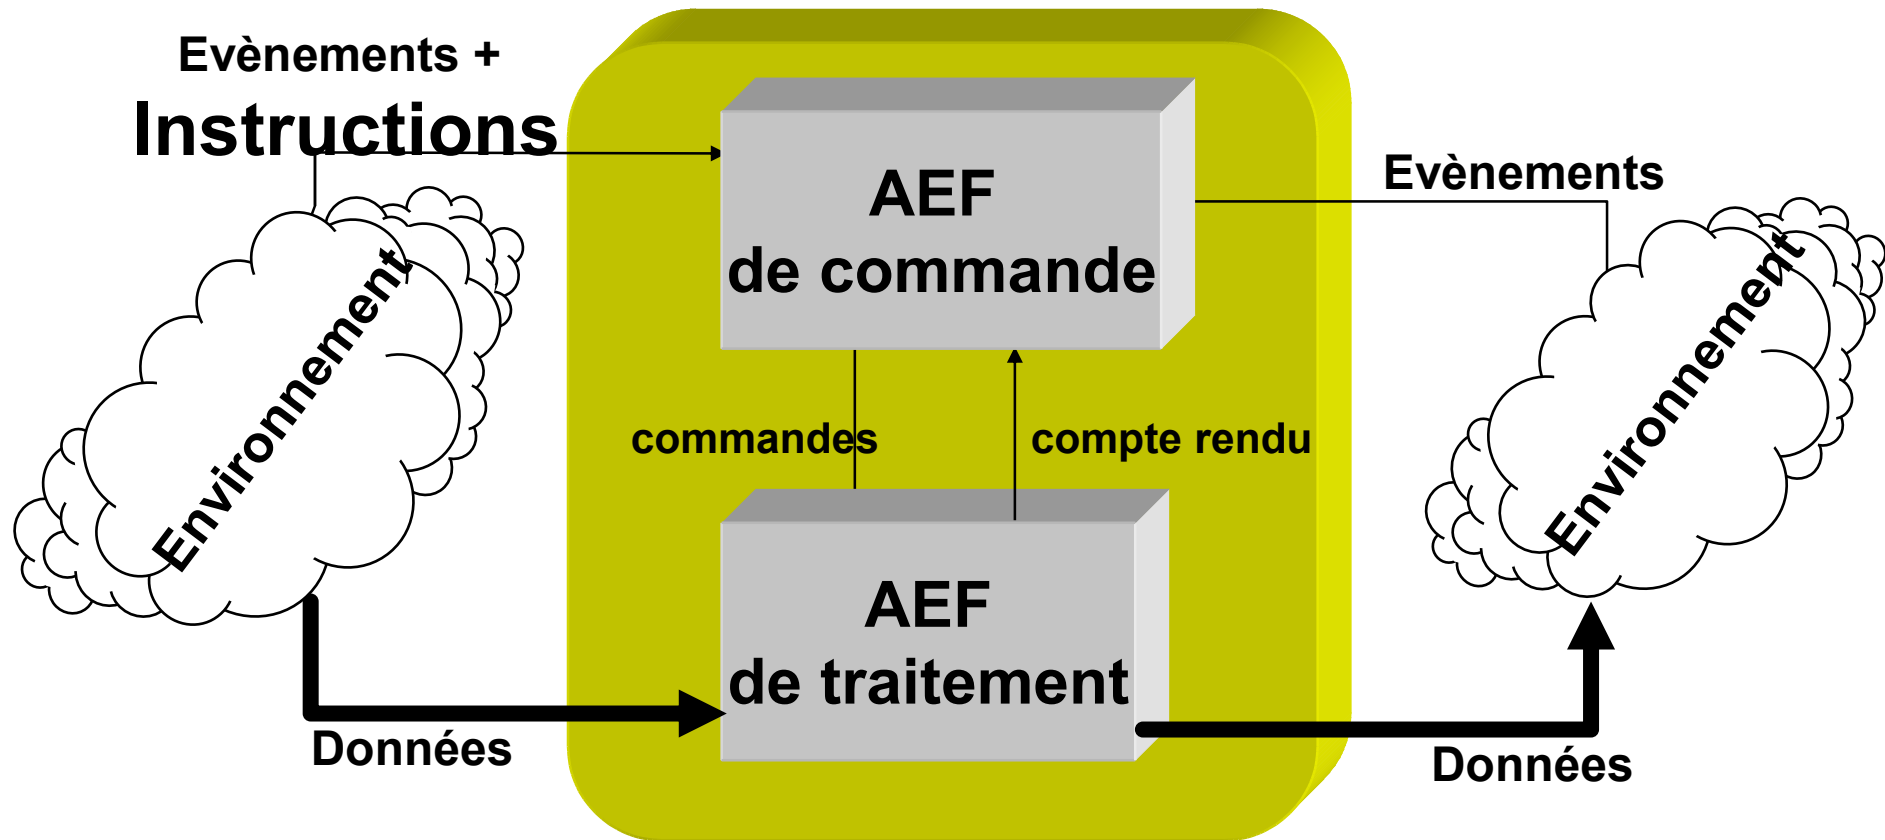 Evènements +
Instructions
AEF
de commande
Evènements
Environnement
Environnement
commandes
compte rendu
AEF
de traitement
Données
Données